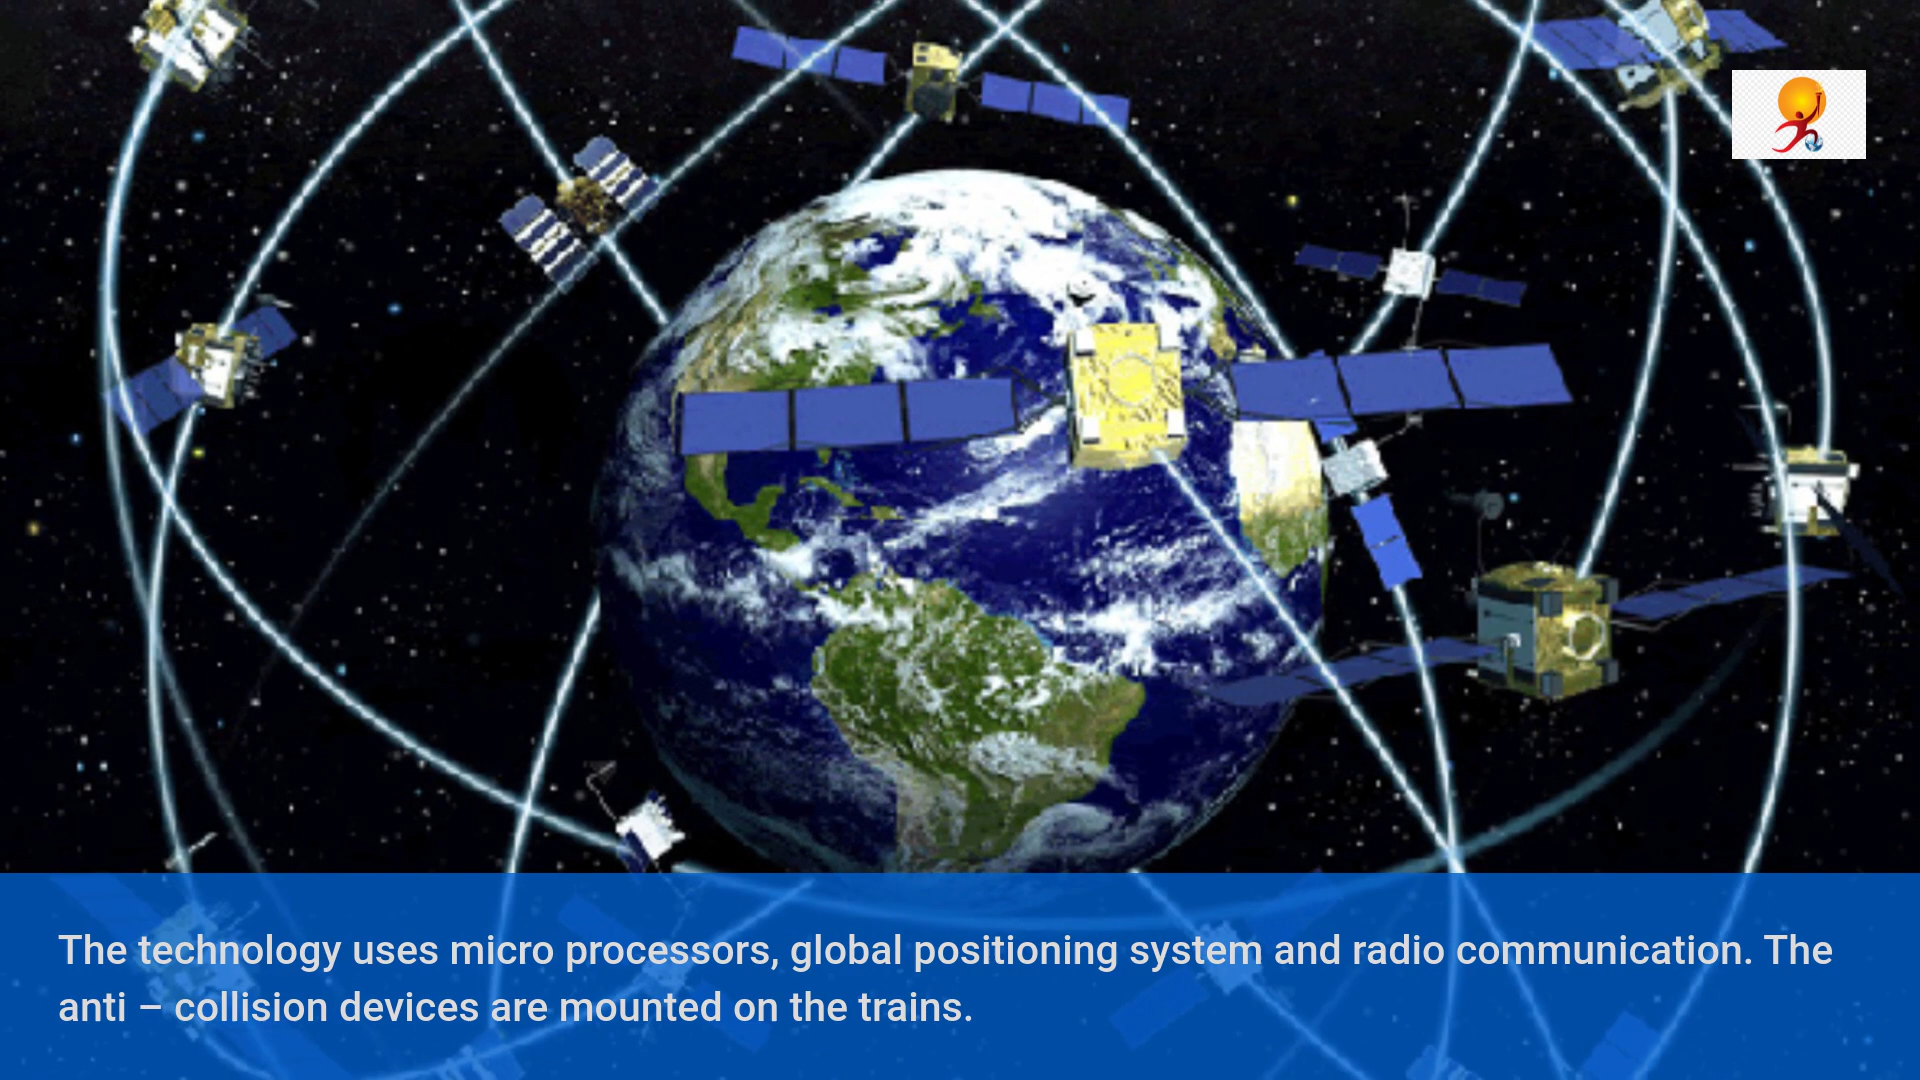 The technology uses micro processors, global positioning system and radio communication. The
anti – collision devices are mounted on the trains.